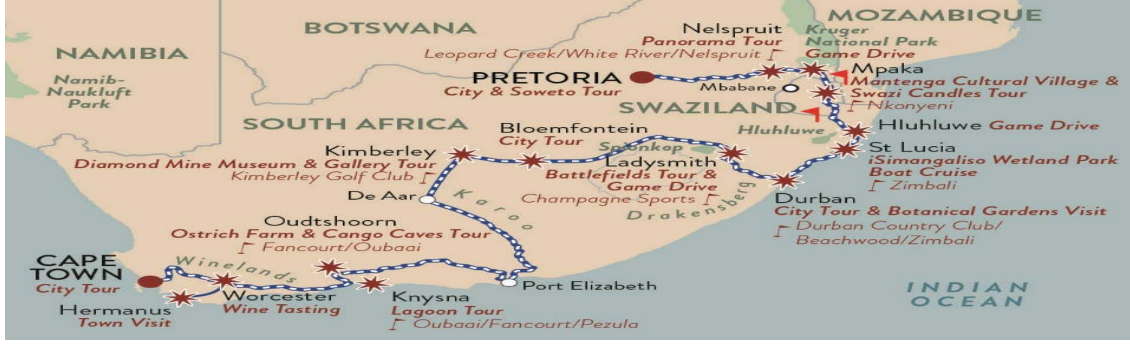 MOZAMBIQUE
BOTSWANA
NAMIBIA
Namib-
Naukluft
Park
Nelspruit
Panorama Tour
Leopard Creek/White River/Nelspruit
Kruger
National Park
Game Drive
PRETORIA
City & Soweto Tour
Mbabane
Mpaka
Mantenga Cultural Village &
Swazi Candles Tour
Nkonyeni
SWAZILAND
SOUTH AFRICA
Hluhluwe
Hluhluwe Game Drive
Bloemfontein
City Tour
Spionkop
Kimberley
Diamond Mine Museum & Gallery Tour
Kimberley Golf Club
Ladysmith
Battlefields Tour &
Game Drive
Champagne Sports
Drakensberg
St Lucia
iSimangaliso Wetland Park
Boat Cruise
Zimbali
De Aar
Karoo
Durban
City Tour & Botanical Gardens Visit
Durban Country Club/
Beachwood/Zimbali
Oudtshoorn
Ostrich Farm & Cango Caves Tour
Fancourt/Oubaai
CAPE
TOWN
City Tour
Winelands
Port Elizabeth
Hermanus
Town Visit
Worcester
Wine Tasting
Knysna
Lagoon Tour
Oubaai/Fancourt/Pezula
INDIAN
OCEAN